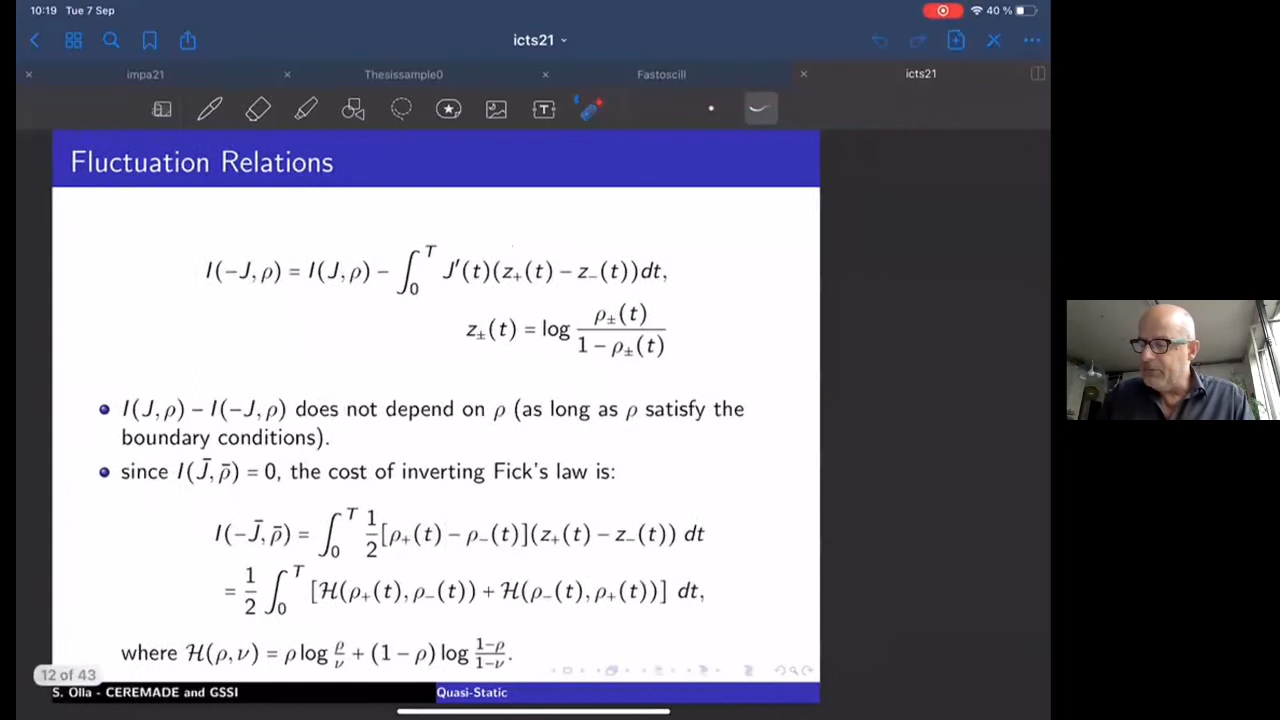 10:19 Tue 7 Sep 40 %
icts21
impa21 Thesissample0 Fastoscill icts21
Fluctuation Relations
I(−J, ρ) = I(J, ρ) − ∫₀ᵀ J′(t)(z₊(t) − z₋(t))dt,
z±(t) = log ρ±(t) / (1 − ρ±(t))
• I(J, ρ) − I(−J, ρ) does not depend on ρ (as long as ρ satisfy the
boundary conditions).
• since I(J̄, ρ̄) = 0, the cost of inverting Fick's law is:
I(−J̄, ρ̄) = ∫₀ᵀ 1/2 [ρ₊(t) − ρ₋(t)](z₊(t) − z₋(t)) dt
= 1/2 ∫₀ᵀ [ℋ(ρ₊(t), ρ₋(t)) + ℋ(ρ₋(t), ρ₊(t))] dt,
where ℋ(ρ, ν) = ρ log ρ/ν + (1 − ρ) log (1−ρ)/(1−ν).
12 of 43
S. Olla - CEREMADE and GSSI Quasi-Static